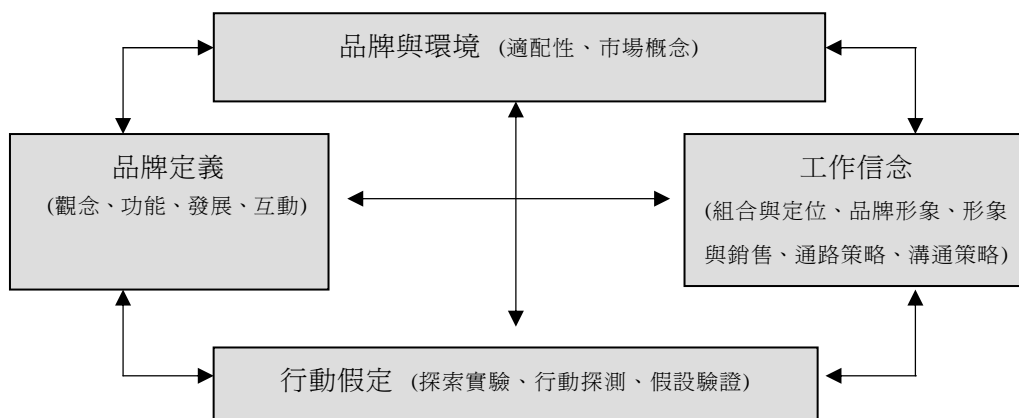 品牌與環境 (適配性、市場概念)
品牌定義
(觀念、功能、發展、互動)
工作信念
(組合與定位、品牌形象、形象
與銷售、通路策略、溝通策略)
行動假定 (探索實驗、行動探測、假設驗證)